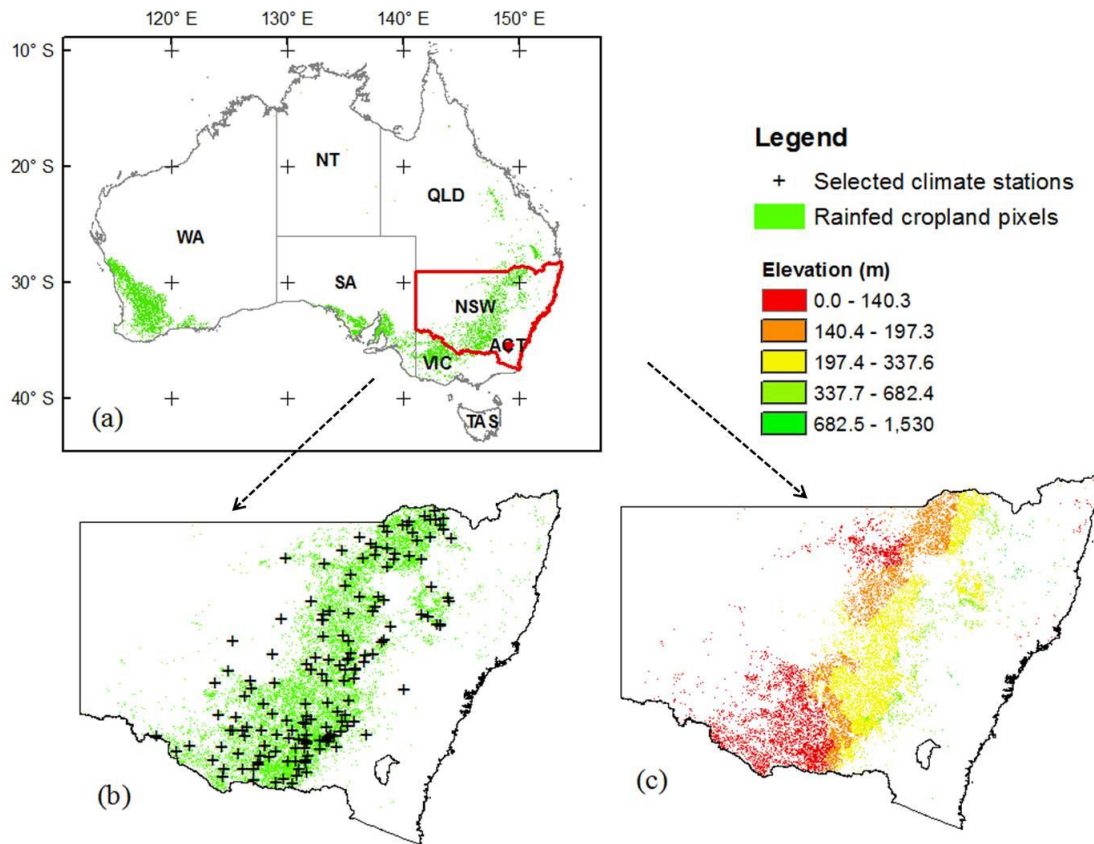 120° E 130° E 140° E 150° E
10° S
20° S
30° S
40° S
NT
QLD
WA
SA
NSW
ACT
VIC
TAS
(a)
Legend
+ Selected climate stations
Rainfed cropland pixels
Elevation (m)
0.0 - 140.3
140.4 - 197.3
197.4 - 337.6
337.7 - 682.4
682.5 - 1,530
(b)
(c)